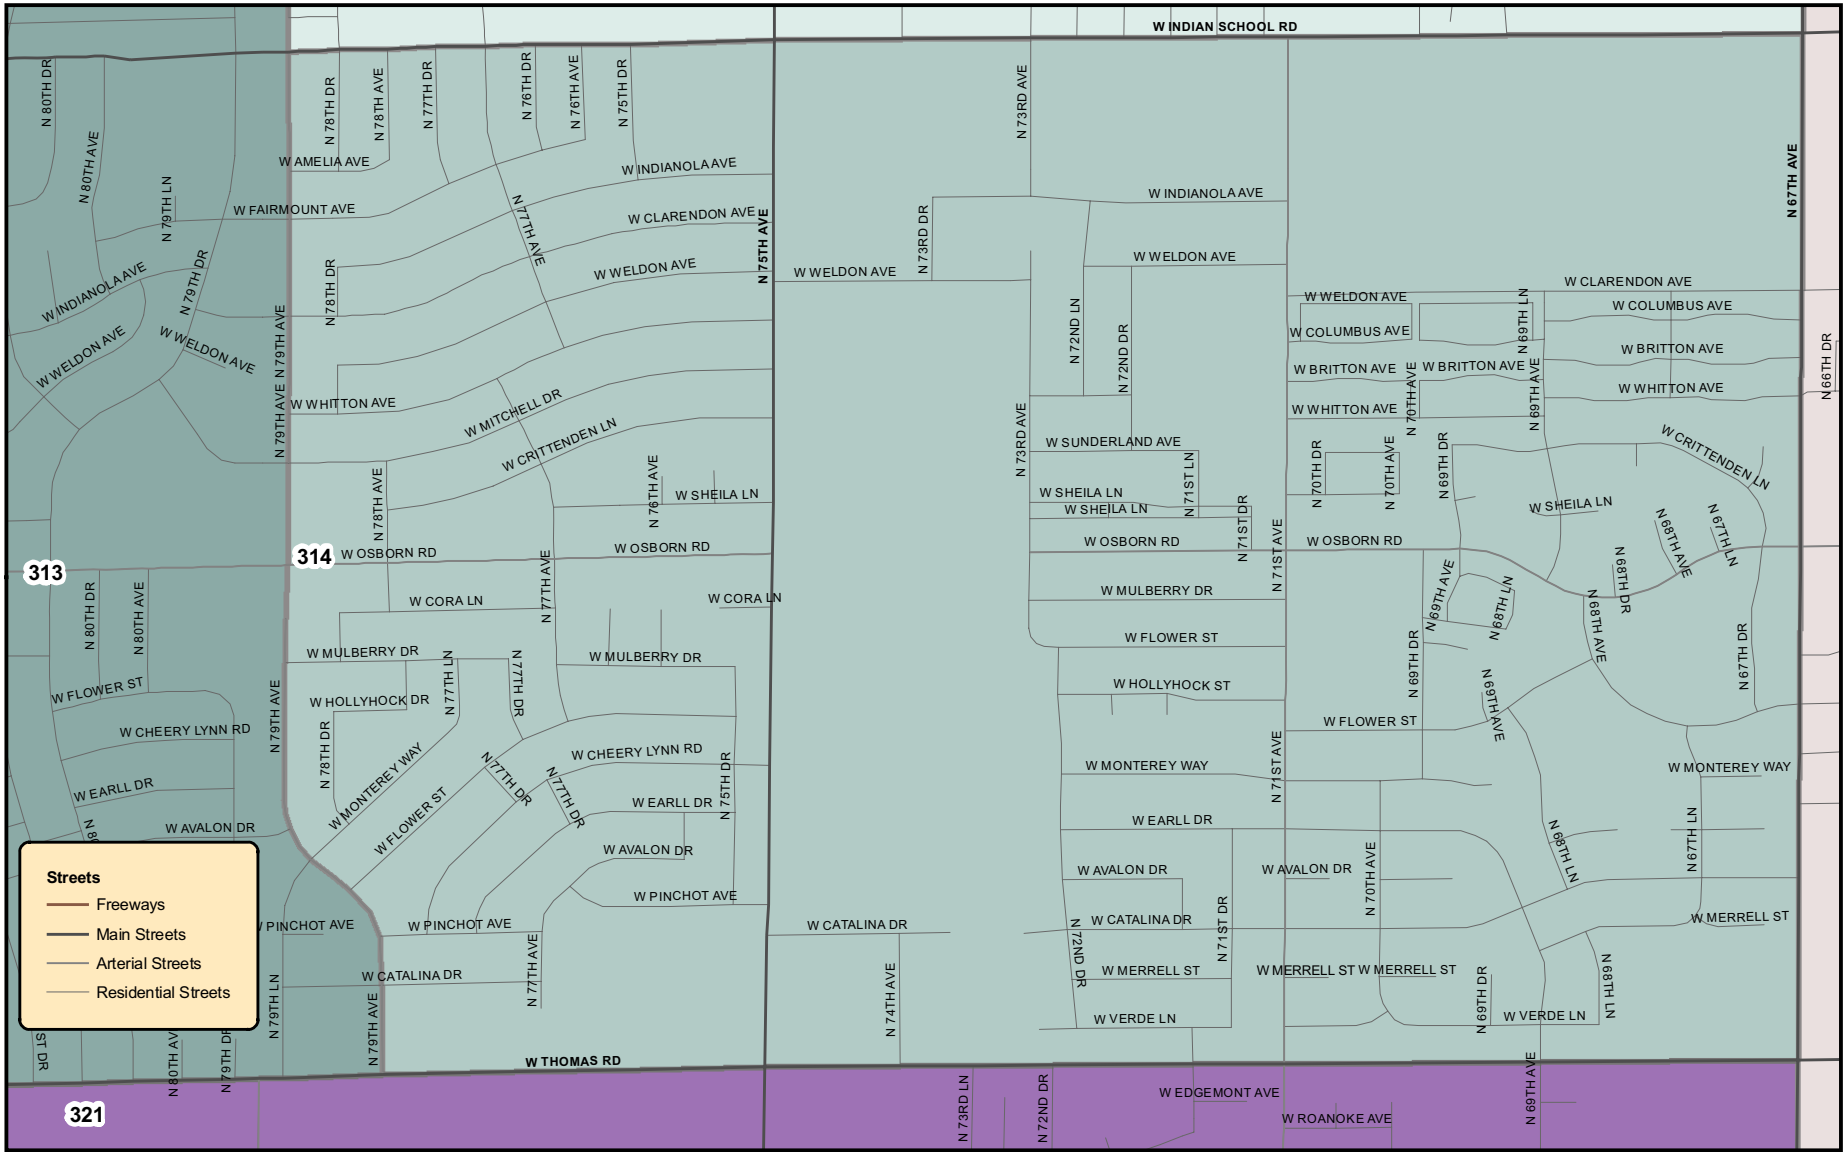 W INDIAN SCHOOL RD
N 80TH DR
N 80TH AVE
N 79TH LN
N 78TH DR
N 78TH AVE
N 77TH DR
N 76TH DR
N 76TH AVE
N 75TH DR
N 73RD AVE
N 67TH AVE
W AMELIA AVE
W INDIANOLA AVE
W INDIANOLA AVE
W FAIRMOUNT AVE
W CLARENDON AVE
N 77TH AVE
N 75TH AVE
N 73RD DR
W WELDON AVE
W WELDON AVE
W WELDON AVE
W INDIANOLA AVE
N 79TH DR
N 78TH DR
W CLARENDON AVE
W WELDON AVE
W COLUMBUS AVE
N 69TH LN
W COLUMBUS AVE
N 72ND LN
N 72ND DR
N 79TH AVE
W WELDON AVE
W WELDON AVE
W BRITTON AVE
W BRITTON AVE
W BRITTON AVE
N 66TH DR
N 79TH AVE
W WHITTON AVE
W WHITTON AVE
N 70TH AVE
N 69TH AVE
W WHITTON AVE
W MITCHELL DR
W CRITTENDEN LN
N 73RD AVE
W SUNDERLAND AVE
W CRITTENDEN LN
N 78TH AVE
N 76TH AVE
W SHEILA LN
W SHEILA LN
W SHEILA LN
N 71ST LN
N 71ST DR
N 70TH DR
N 70TH AVE
N 69TH DR
W SHEILA LN
N 68TH AVE
N 67TH LN
313
314
W OSBORN RD
W OSBORN RD
W OSBORN RD
N 71ST AVE
W OSBORN RD
N 80TH DR
N 80TH AVE
W CORA LN
N 77TH AVE
W CORA LN
W MULBERRY DR
N 69TH AVE
N 68TH LN
N 68TH AVE
N 68TH DR
W MULBERRY DR
N 77TH LN
N 77TH DR
W MULBERRY DR
W FLOWER ST
N 69TH DR
N 67TH DR
W FLOWER ST
N 79TH AVE
W HOLLYHOCK DR
W HOLLYHOCK ST
N 69TH AVE
W CHEERY LYNN RD
N 78TH DR
W MONTEREY WAY
W FLOWER ST
N 77TH DR
N 77TH DR
W CHEERY LYNN RD
N 75TH DR
W FLOWER ST
N 71ST AVE
W MONTEREY WAY
W MONTEREY WAY
W EARLL DR
W EARLL DR
W EARLL DR
W AVALON DR
N 68TH LN
N 67TH LN
W AVALON DR
W AVALON DR
W AVALON DR
N 70TH AVE
W PINCHOT AVE
PINCHOT AVE
W PINCHOT AVE
W CATALINA DR
N 72ND DR
W CATALINA DR
N 71ST DR
W MERRELL ST
W CATALINA DR
N 77TH AVE
N 74TH AVE
W MERRELL ST
W MERRELL ST
W MERRELL ST
N 69TH DR
N 68TH LN
N 79TH LN
N 79TH AVE
W VERDE LN
W VERDE LN
ST DR
N 80TH AV
N 79TH DR
W THOMAS RD
N 69TH AVE
321
N 73RD LN
N 72ND DR
W EDGEMONT AVE
W ROANOKE AVE
Streets
Freeways
Main Streets
Arterial Streets
Residential Streets